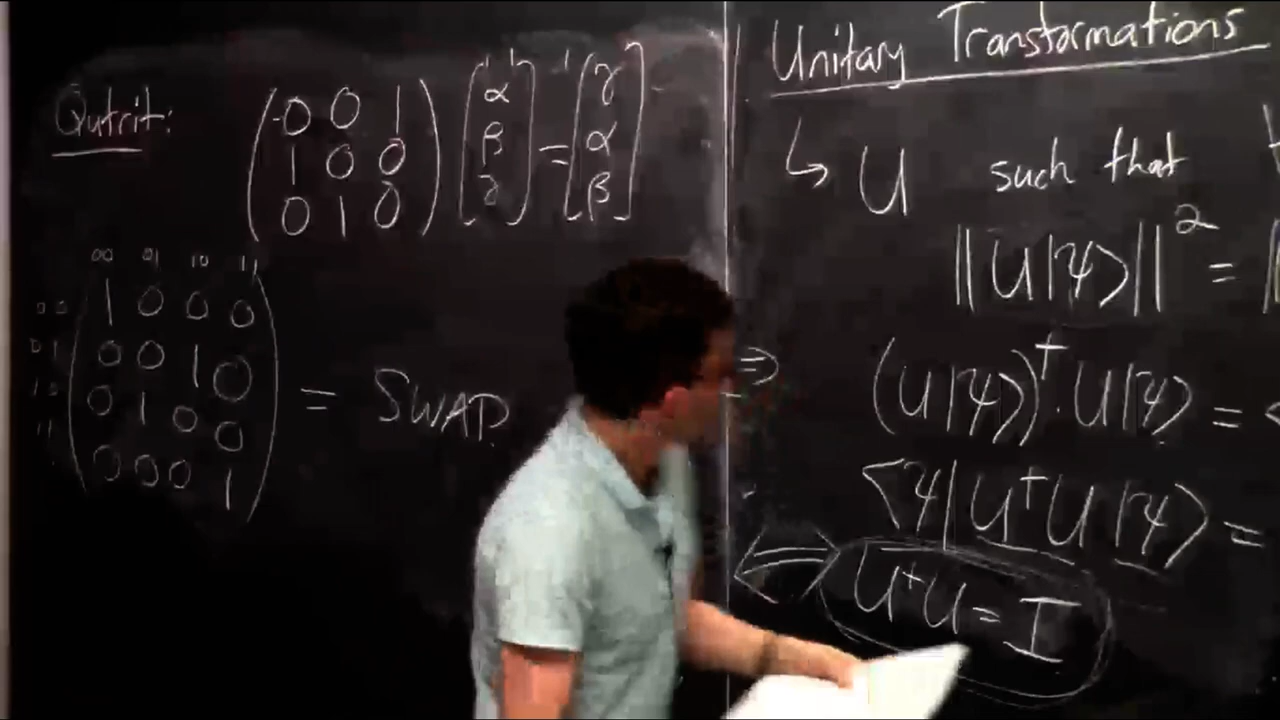 Qutrit:
(0 0 1) [α] = [γ]
(1 0 0) [β] [α]
(0 1 0) [γ] [β]
00 01 10 11
00 1 0 0 0
01 0 0 1 0
10 0 1 0 0
11 0 0 0 1
= SWAP
Unitary Transformations
↳ U such that
||U|ψ⟩||² =
⇒ (U|ψ⟩)† · U|ψ⟩ =
⟨ψ|U†U|ψ⟩ =
⟺ U†U = I